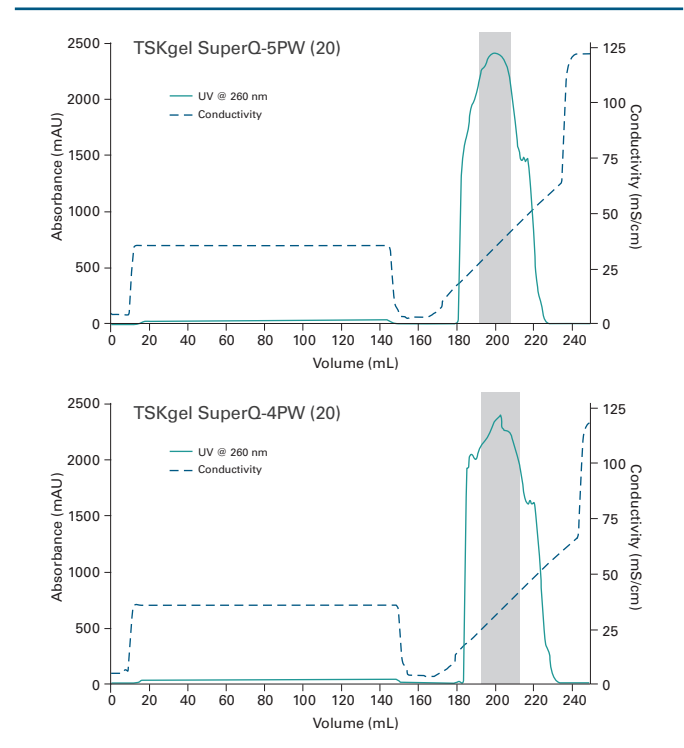 TSKgel SuperQ-5PW (20)
UV @ 260 nm
Conductivity
Absorbance (mAU)
2500
2000
1500
1000
500
0
Conductivity (mS/cm)
125
100
75
50
25
0
0 20 40 60 80 100 120 140 160 180 200 220 240
Volume (mL)
TSKgel SuperQ-4PW (20)
UV @ 260 nm
Conductivity
Absorbance (mAU)
2500
2000
1500
1000
500
0
Conductivity (mS/cm)
125
100
75
50
25
0
0 20 40 60 80 100 120 140 160 180 200 220 240
Volume (mL)